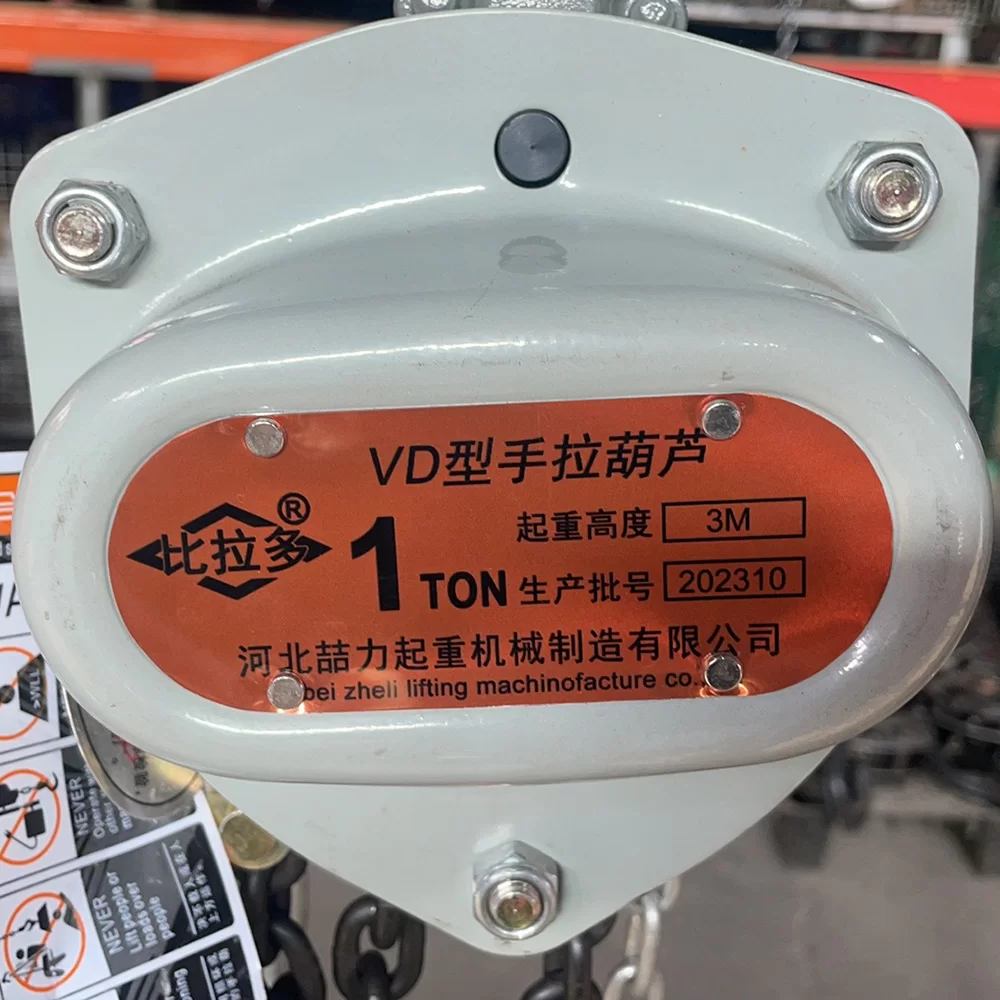 VD型手拉葫芦
比拉多®
1 TON
起重高度 3M
生产批号 202310
河北喆力起重机械制造有限公司
bei zheli lifting machinofacture co.
NEVER
Operate
NEVER
Lift people or
loads over